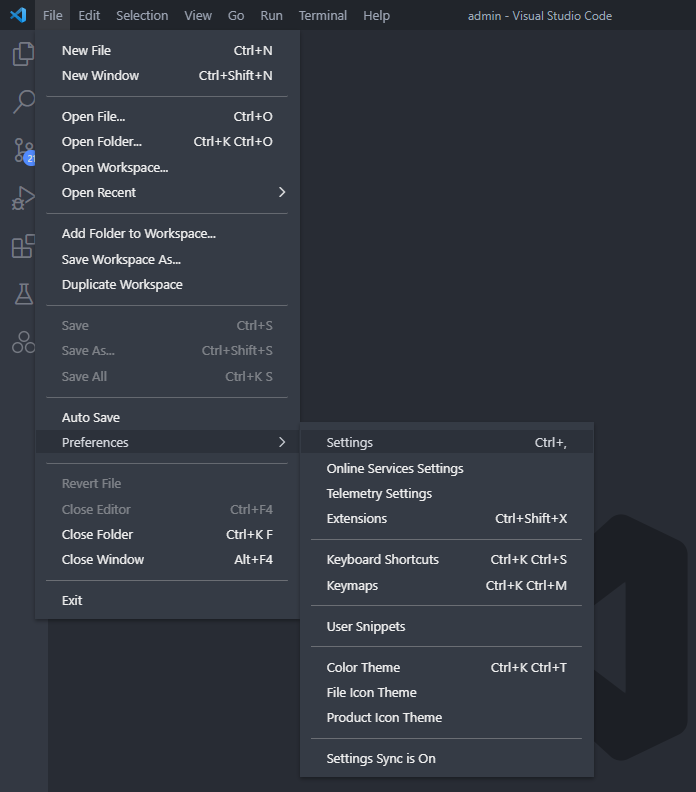 File Edit Selection View Go Run Terminal Help admin - Visual Studio Code
New File Ctrl+N
New Window Ctrl+Shift+N
Open File... Ctrl+O
Open Folder... Ctrl+K Ctrl+O
Open Workspace...
Open Recent
Add Folder to Workspace...
Save Workspace As...
Duplicate Workspace
Save Ctrl+S
Save As... Ctrl+Shift+S
Save All Ctrl+K S
Auto Save
Preferences
Revert File
Close Editor Ctrl+F4
Close Folder Ctrl+K F
Close Window Alt+F4
Exit
Settings Ctrl+,
Online Services Settings
Telemetry Settings
Extensions Ctrl+Shift+X
Keyboard Shortcuts Ctrl+K Ctrl+S
Keymaps Ctrl+K Ctrl+M
User Snippets
Color Theme Ctrl+K Ctrl+T
File Icon Theme
Product Icon Theme
Settings Sync is On